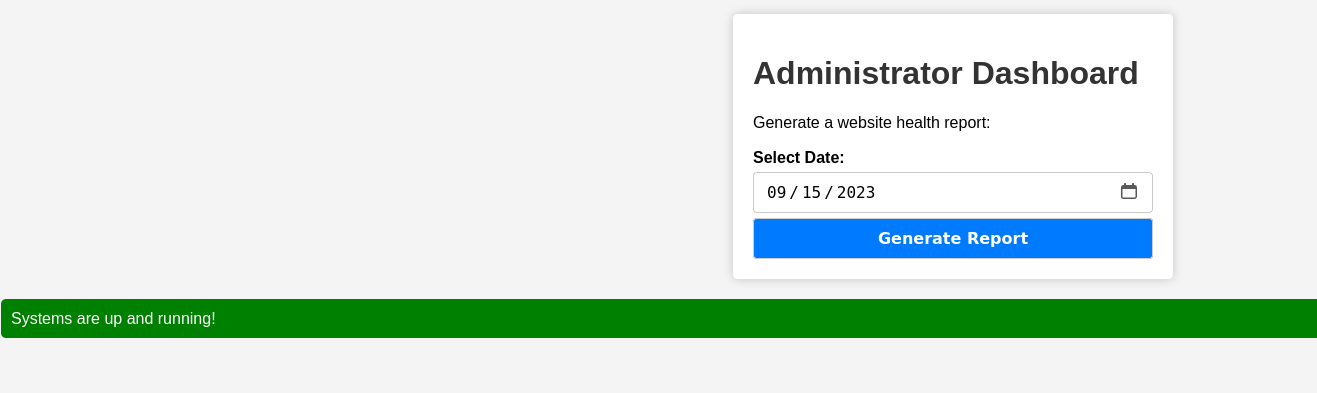 Administrator Dashboard
Generate a website health report:
Select Date:
09/15/2023
Generate Report
Systems are up and running!